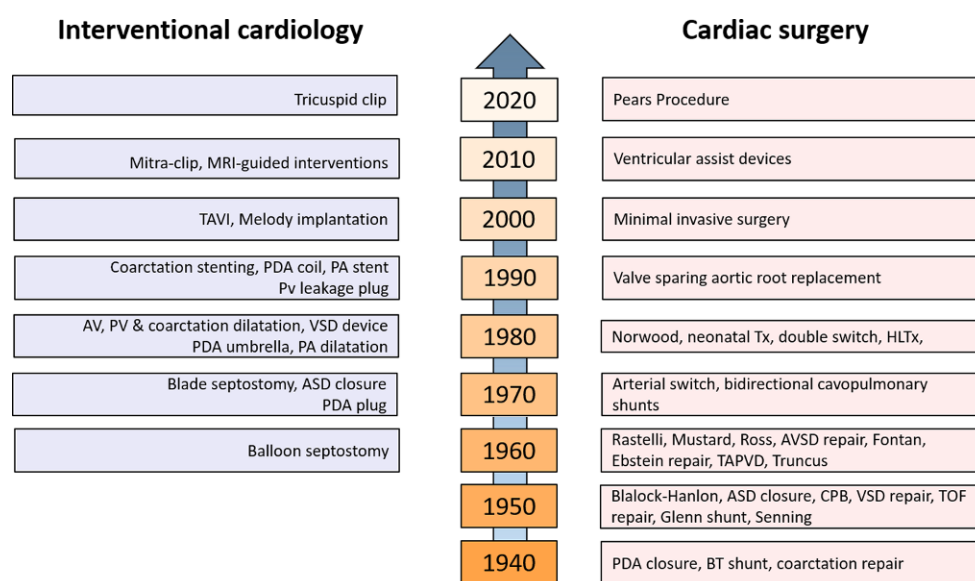 Interventional cardiology
Cardiac surgery
Tricuspid clip
2020
Pears Procedure
Mitra-clip, MRI-guided interventions
2010
Ventricular assist devices
TAVI, Melody implantation
2000
Minimal invasive surgery
Coarctation stenting, PDA coil, PA stent
Pv leakage plug
1990
Valve sparing aortic root replacement
AV, PV & coarctation dilatation, VSD device
PDA umbrella, PA dilatation
1980
Norwood, neonatal Tx, double switch, HLTx,
Blade septostomy, ASD closure
PDA plug
1970
Arterial switch, bidirectional cavopulmonary
shunts
Balloon septostomy
1960
Rastelli, Mustard, Ross, AVSD repair, Fontan,
Ebstein repair, TAPVD, Truncus
1950
Blalock-Hanlon, ASD closure, CPB, VSD repair, TOF
repair, Glenn shunt, Senning
1940
PDA closure, BT shunt, coarctation repair